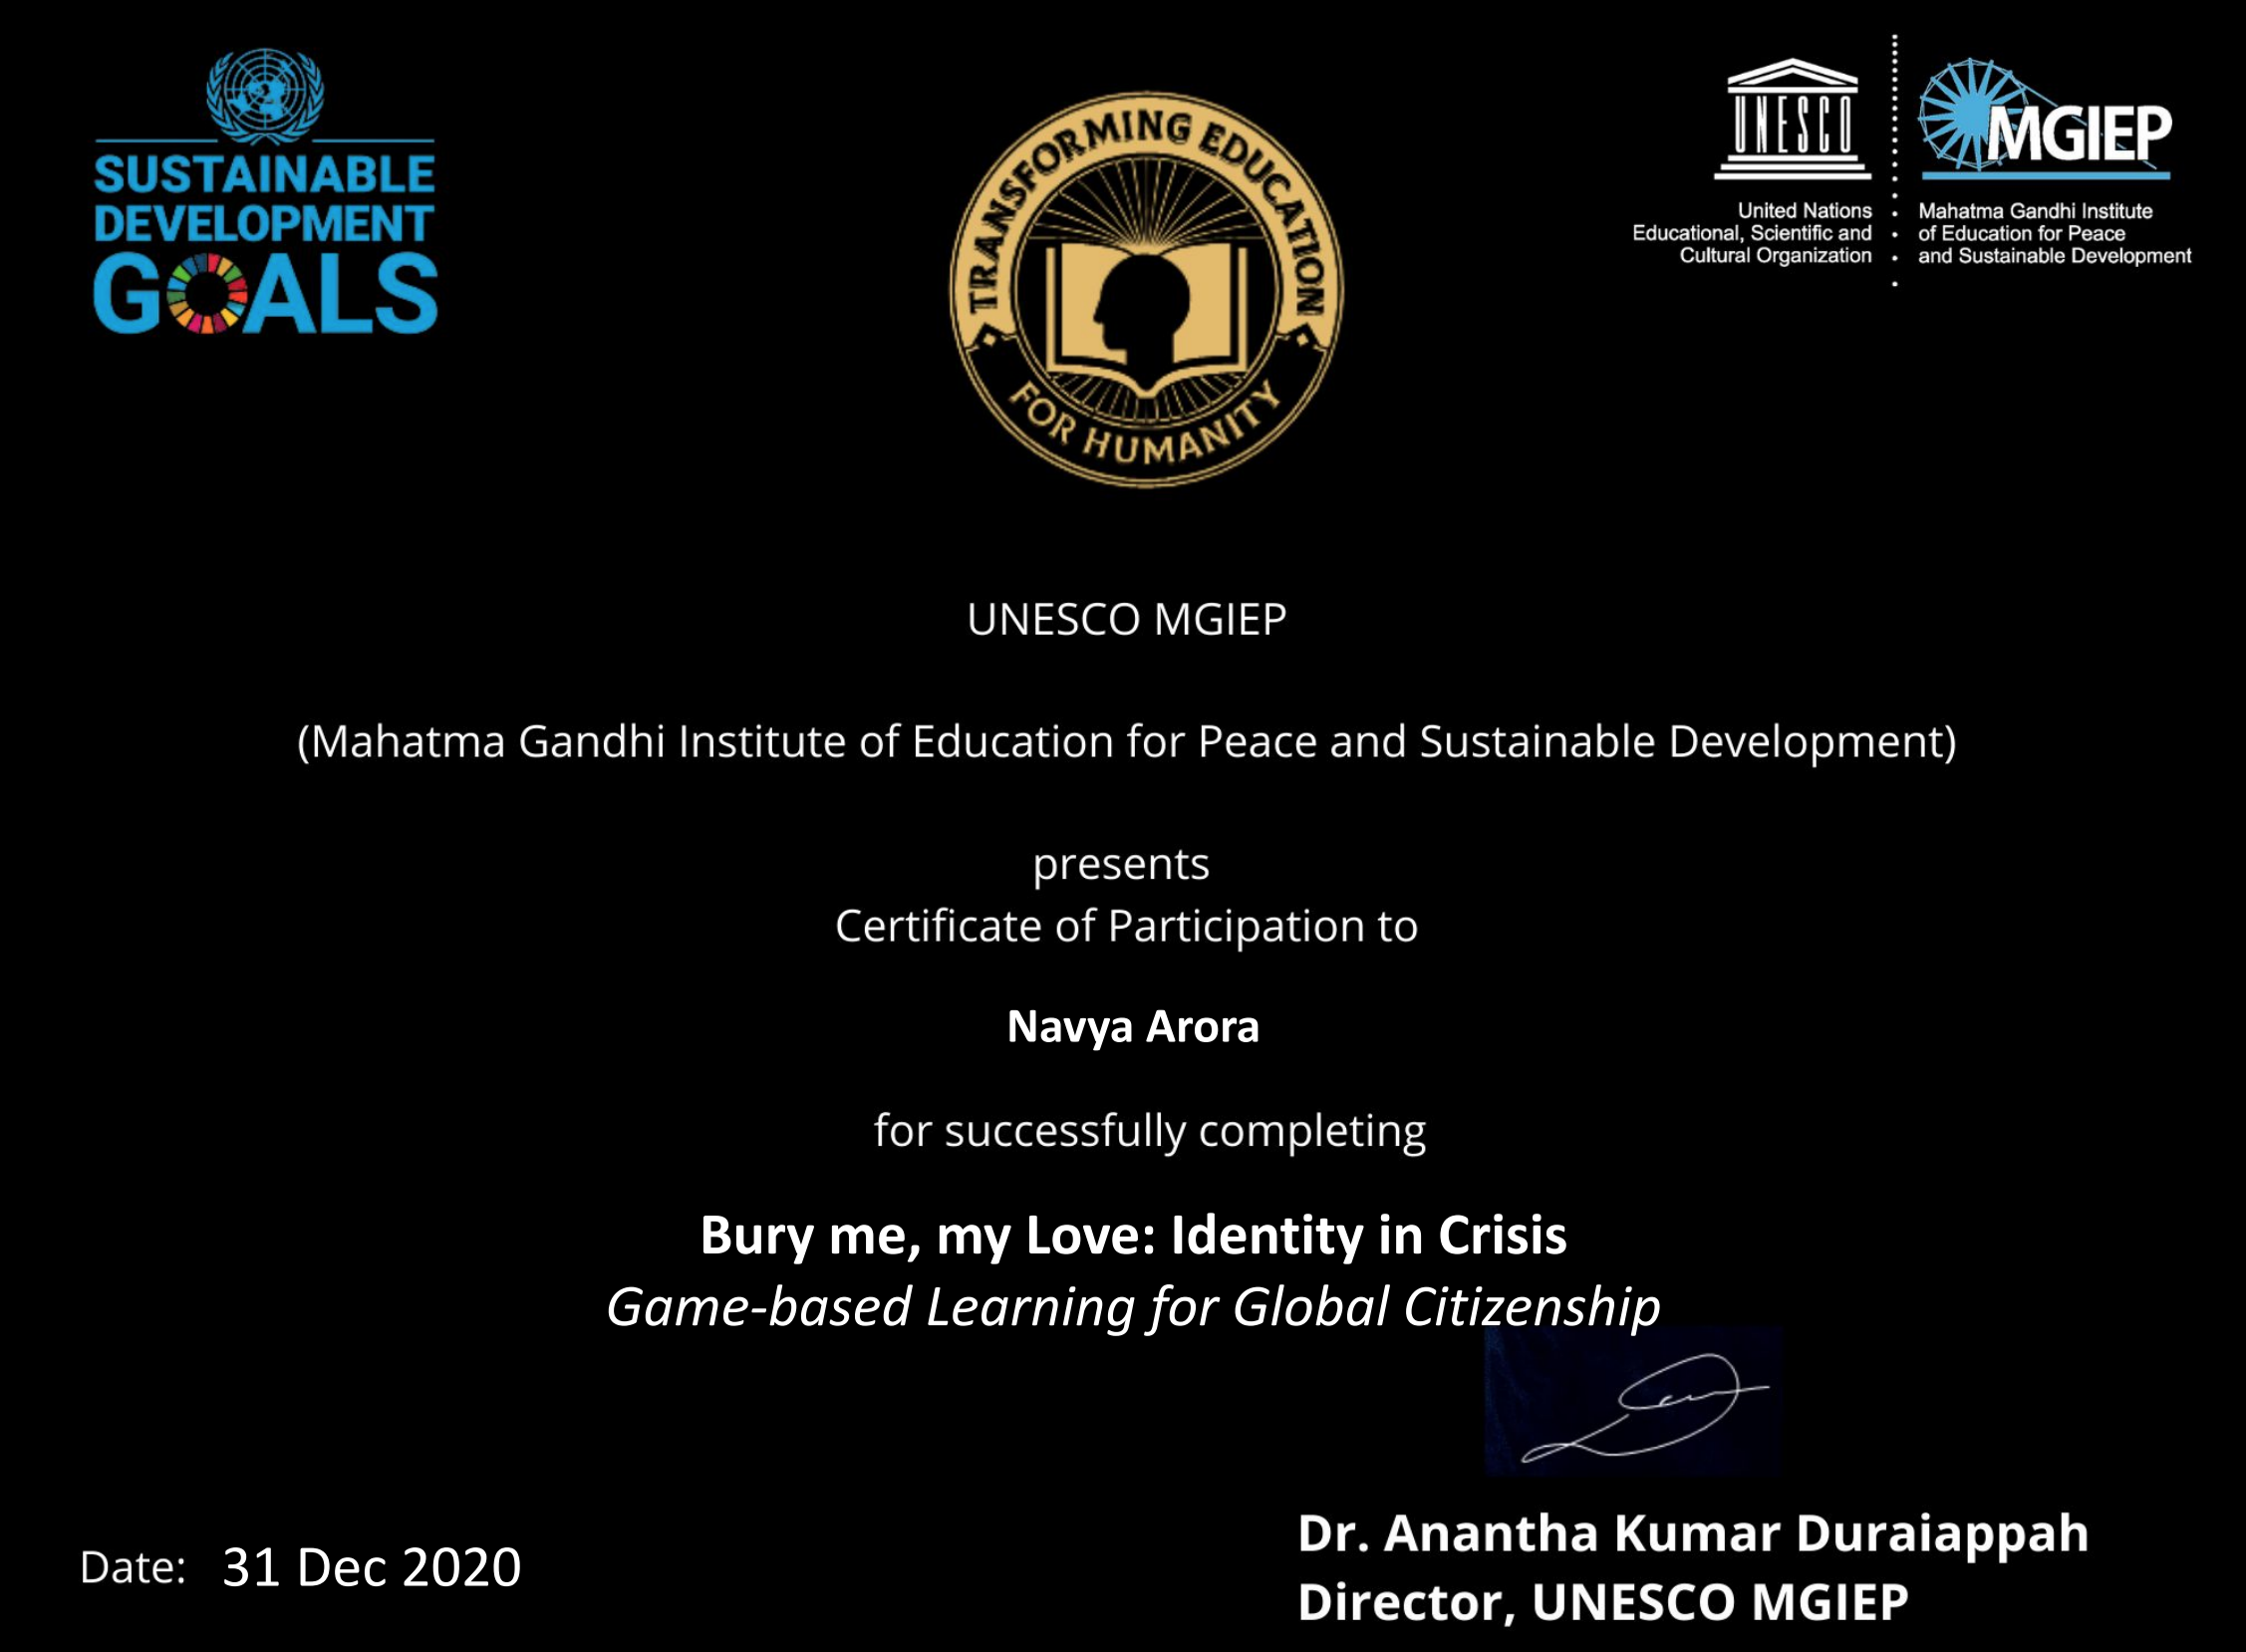 SUSTAINABLE
DEVELOPMENT
GOALS
TRANSFORMING EDUCATION
FOR HUMANITY
UNESCO
United Nations
Educational, Scientific and
Cultural Organization
MGIEP
Mahatma Gandhi Institute
of Education for Peace
and Sustainable Development
UNESCO MGIEP
(Mahatma Gandhi Institute of Education for Peace and Sustainable Development)
presents
Certificate of Participation to
Navya Arora
for successfully completing
Bury me, my Love: Identity in Crisis
Game-based Learning for Global Citizenship
Date: 31 Dec 2020
Dr. Anantha Kumar Duraiappah
Director, UNESCO MGIEP